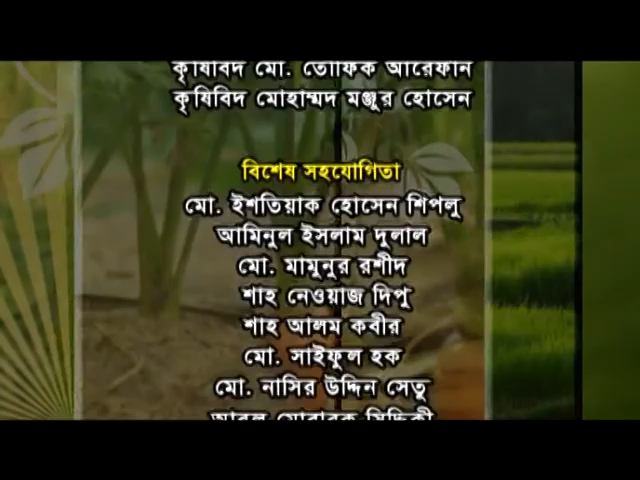 কৃষিবিদ মো. তৌফিক আরেফীন
কৃষিবিদ মোহাম্মদ মঞ্জুর হোসেন
বিশেষ সহযোগিতা
মো. ইশতিয়াক হোসেন শিপলু
আমিনুল ইসলাম দুলাল
মো. মামুনুর রশীদ
শাহ নেওয়াজ দিপু
শাহ আলম কবীর
মো. সাইফুল হক
মো. নাসির উদ্দিন সেতু